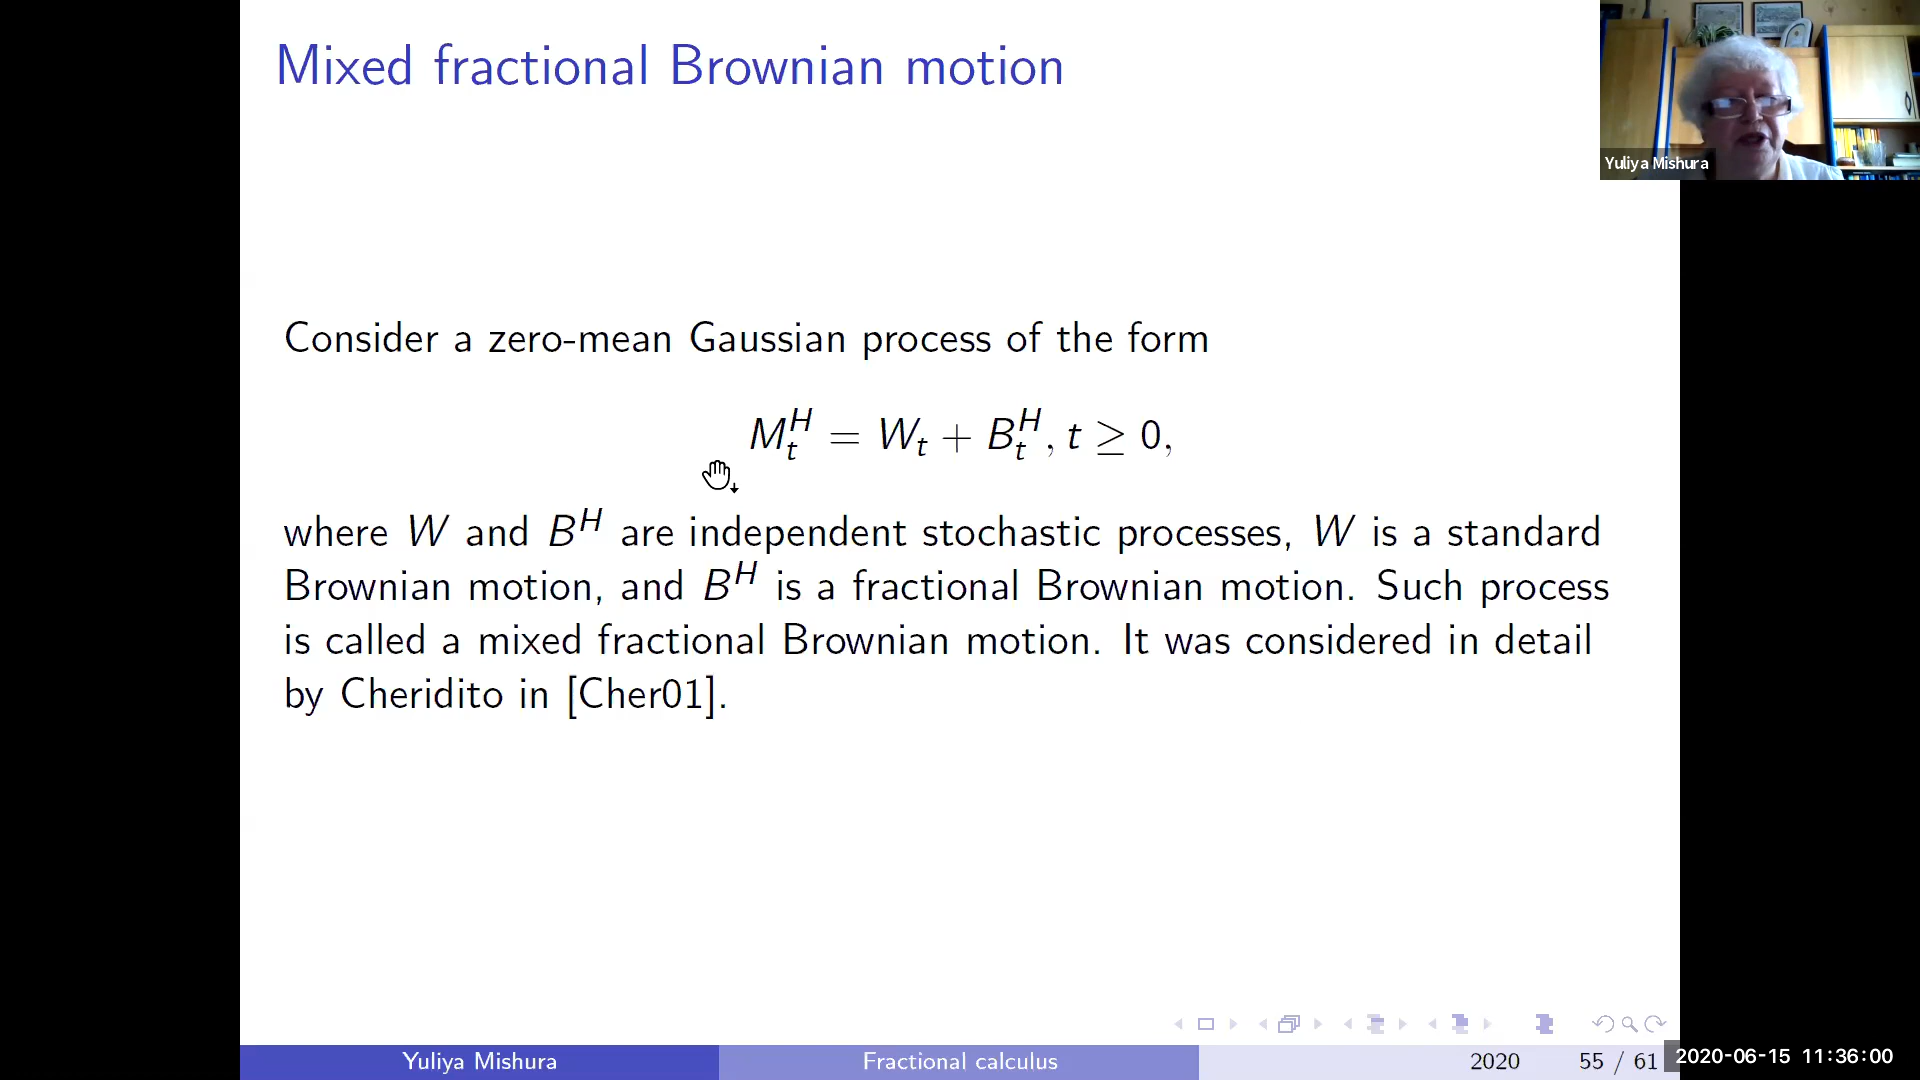 Mixed fractional Brownian motion
Yuliya Mishura
Consider a zero-mean Gaussian process of the form
$M_t^H = W_t + B_t^H, t \geq 0,$
where $W$ and $B^H$ are independent stochastic processes, $W$ is a standard
Brownian motion, and $B^H$ is a fractional Brownian motion. Such process
is called a mixed fractional Brownian motion. It was considered in detail
by Cheridito in [Cher01].
Yuliya Mishura Fractional calculus 2020 55 / 61
2020-06-15 11:36:00